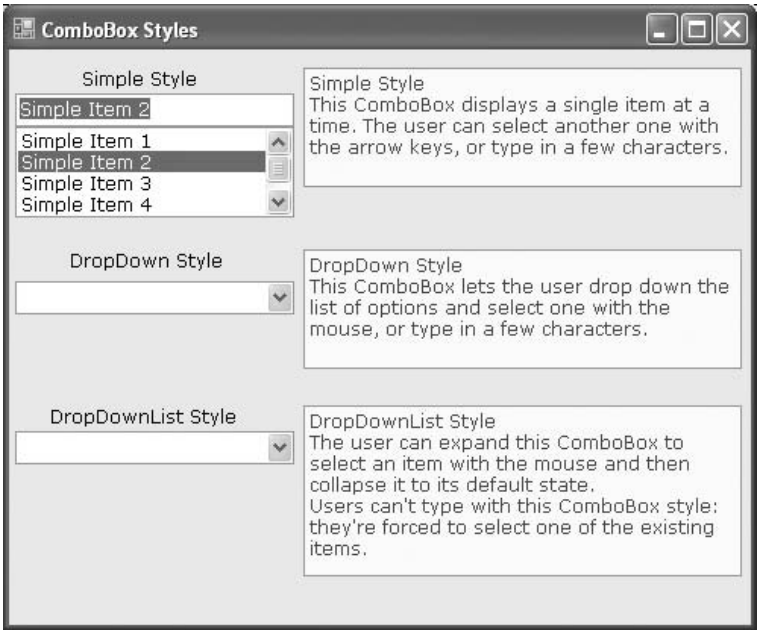 ComboBox Styles
Simple Style
Simple Item 2
Simple Item 1
Simple Item 2
Simple Item 3
Simple Item 4
Simple Style
This ComboBox displays a single item at a
time. The user can select another one with
the arrow keys, or type in a few characters.
DropDown Style
DropDown Style
This ComboBox lets the user drop down the
list of options and select one with the
mouse, or type in a few characters.
DropDownList Style
DropDownList Style
The user can expand this ComboBox to
select an item with the mouse and then
collapse it to its default state.
Users can't type with this ComboBox style:
they're forced to select one of the existing
items.